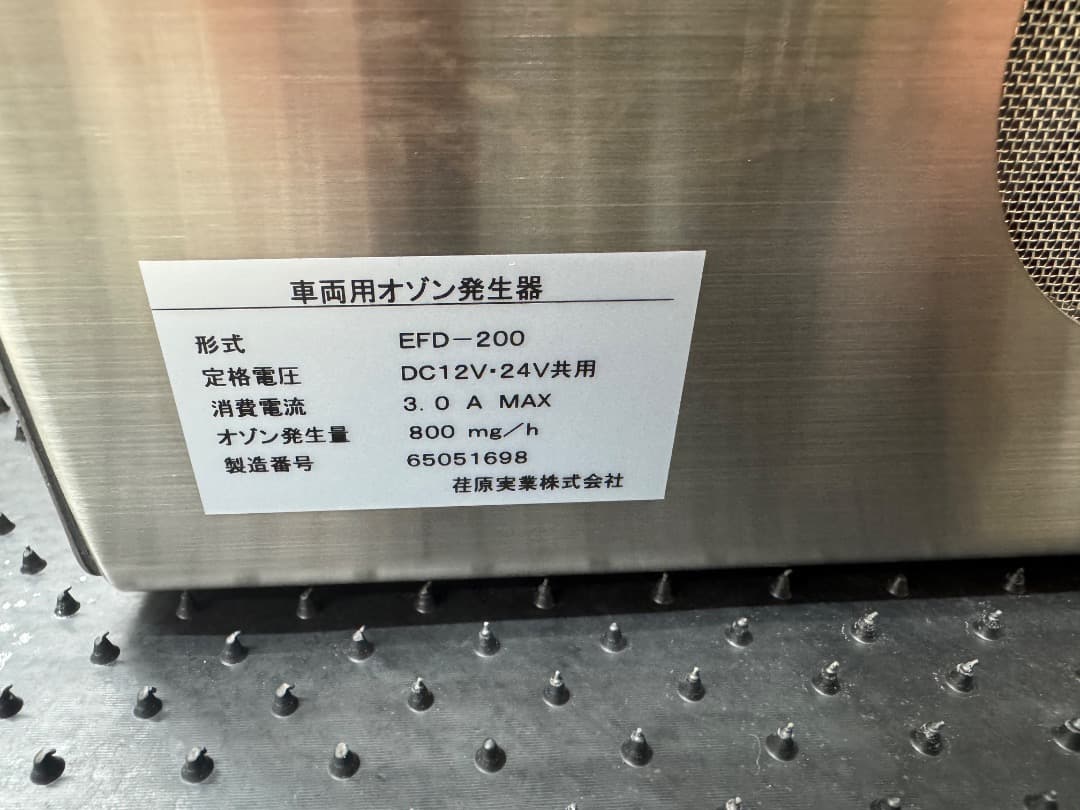 車両用オゾン発生器
形式 EFD-200
定格電圧 DC12V・24V共用
消費電流 3.0 A MAX
オゾン発生量 800 mg/h
製造番号 65051698
荏原実業株式会社